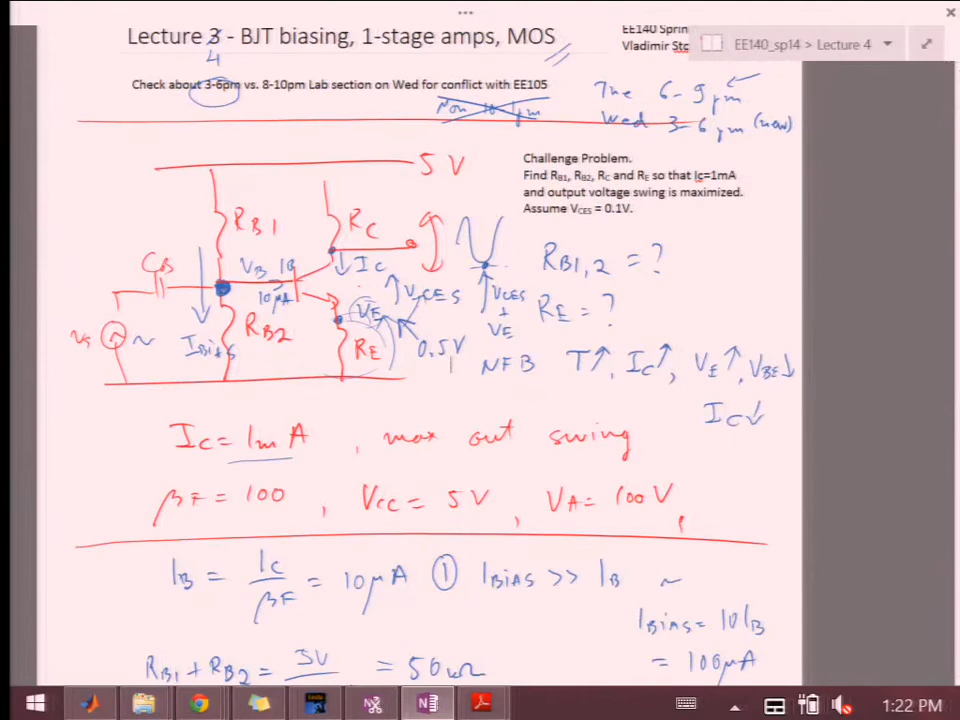 Lecture 3 - BJT biasing, 1-stage amps, MOS
4
EE140 Sprin
Vladimir Sto
EE140_sp14 > Lecture 4
Check about 3-6pm vs. 8-10pm Lab section on Wed for conflict with EE105
Tue 6-9pm
Wed 3-6pm (new)
5 V
Challenge Problem.
Find RB1, RB2, RC and RE so that Ic=1mA
and output voltage swing is maximized.
Assume VCES = 0.1V.
RB1
RC
VB IB
10μA
IC
RB1,2 = ?
VCES
VCES
+
VE
RE = ?
VE
vs
IBias
RB2
RE
0.5V
NFB T↑, IC↑, VE↑, VBE↓
IC↓
IC = 1mA, max out swing
βF = 100, VCC = 5V, VA = 100V,
IB = IC/βF = 10μA ① IBIAS >> IB ~
IBIAS = 10IB
= 100μA
RB1 + RB2 = 5V = 50kΩ
1:22 PM